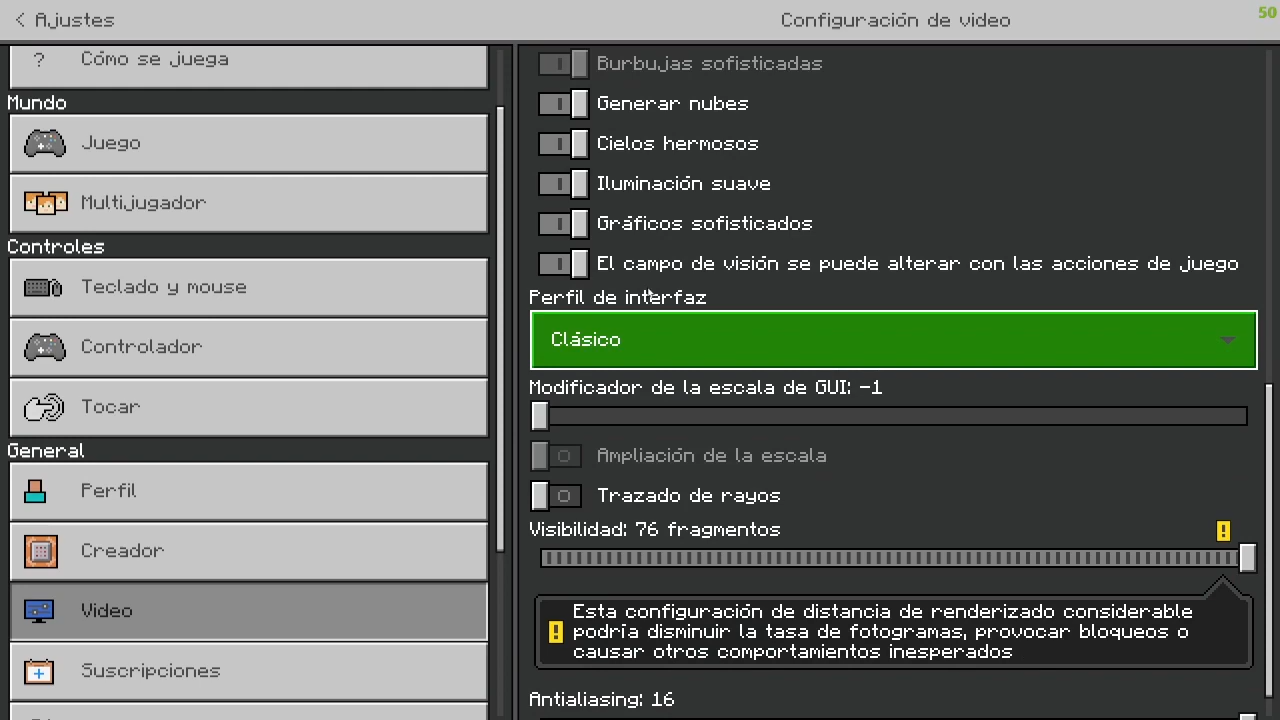 Ajustes
Configuración de video
50
? Cómo se juega
Mundo
Juego
Multijugador
Controles
Teclado y mouse
Controlador
Tocar
General
Perfil
Creador
Video
Suscripciones
Burbujas sofisticadas
Generar nubes
Cielos hermosos
Iluminación suave
Gráficos sofisticados
El campo de visión se puede alterar con las acciones de juego
Perfil de interfaz
Clásico
Modificador de la escala de GUI: -1
Ampliación de la escala
Trazado de rayos
Visibilidad: 76 fragmentos
!
! Esta configuración de distancia de renderizado considerable
podría disminuir la tasa de fotogramas, provocar bloqueos o
causar otros comportamientos inesperados
Antialiasing: 16